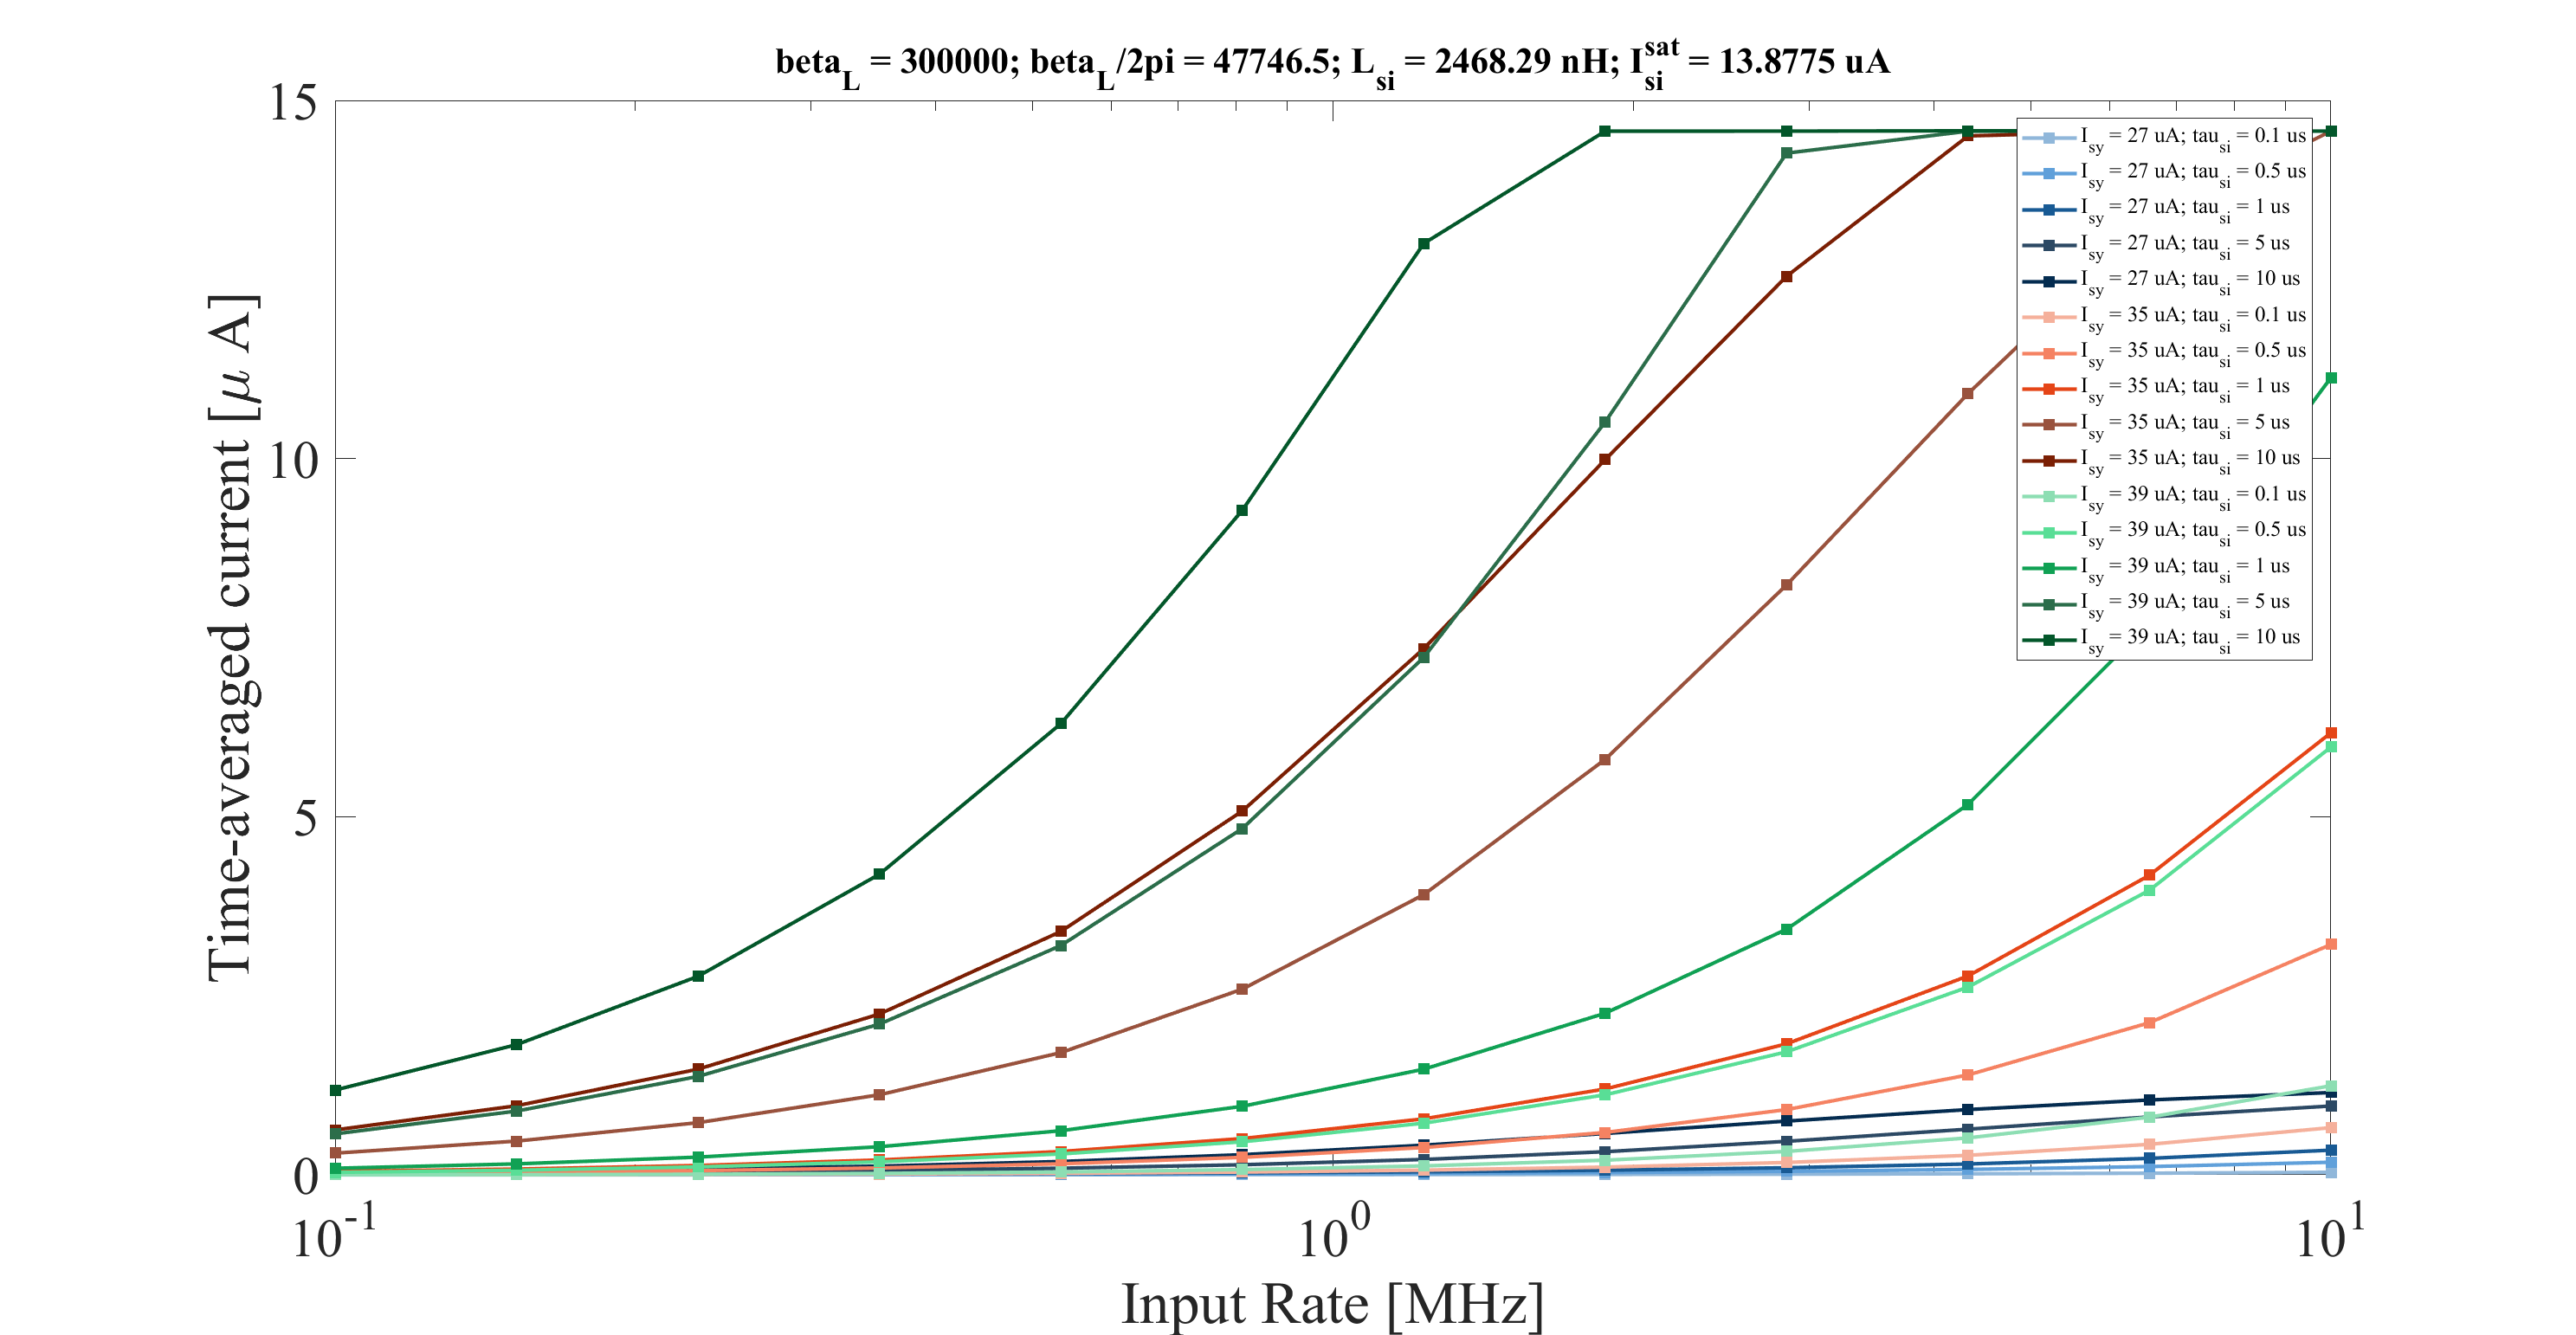 beta_L = 300000; beta_L/2pi = 47746.5; L_si = 2468.29 nH; I_si^sat = 13.8775 uA
15
10
5
0
Time-averaged current [μ A]
I_sy = 27 uA; tau_si = 0.1 us
I_sy = 27 uA; tau_si = 0.5 us
I_sy = 27 uA; tau_si = 1 us
I_sy = 27 uA; tau_si = 5 us
I_sy = 27 uA; tau_si = 10 us
I_sy = 35 uA; tau_si = 0.1 us
I_sy = 35 uA; tau_si = 0.5 us
I_sy = 35 uA; tau_si = 1 us
I_sy = 35 uA; tau_si = 5 us
I_sy = 35 uA; tau_si = 10 us
I_sy = 39 uA; tau_si = 0.1 us
I_sy = 39 uA; tau_si = 0.5 us
I_sy = 39 uA; tau_si = 1 us
I_sy = 39 uA; tau_si = 5 us
I_sy = 39 uA; tau_si = 10 us
10^-1 10^0 10^1
Input Rate [MHz]